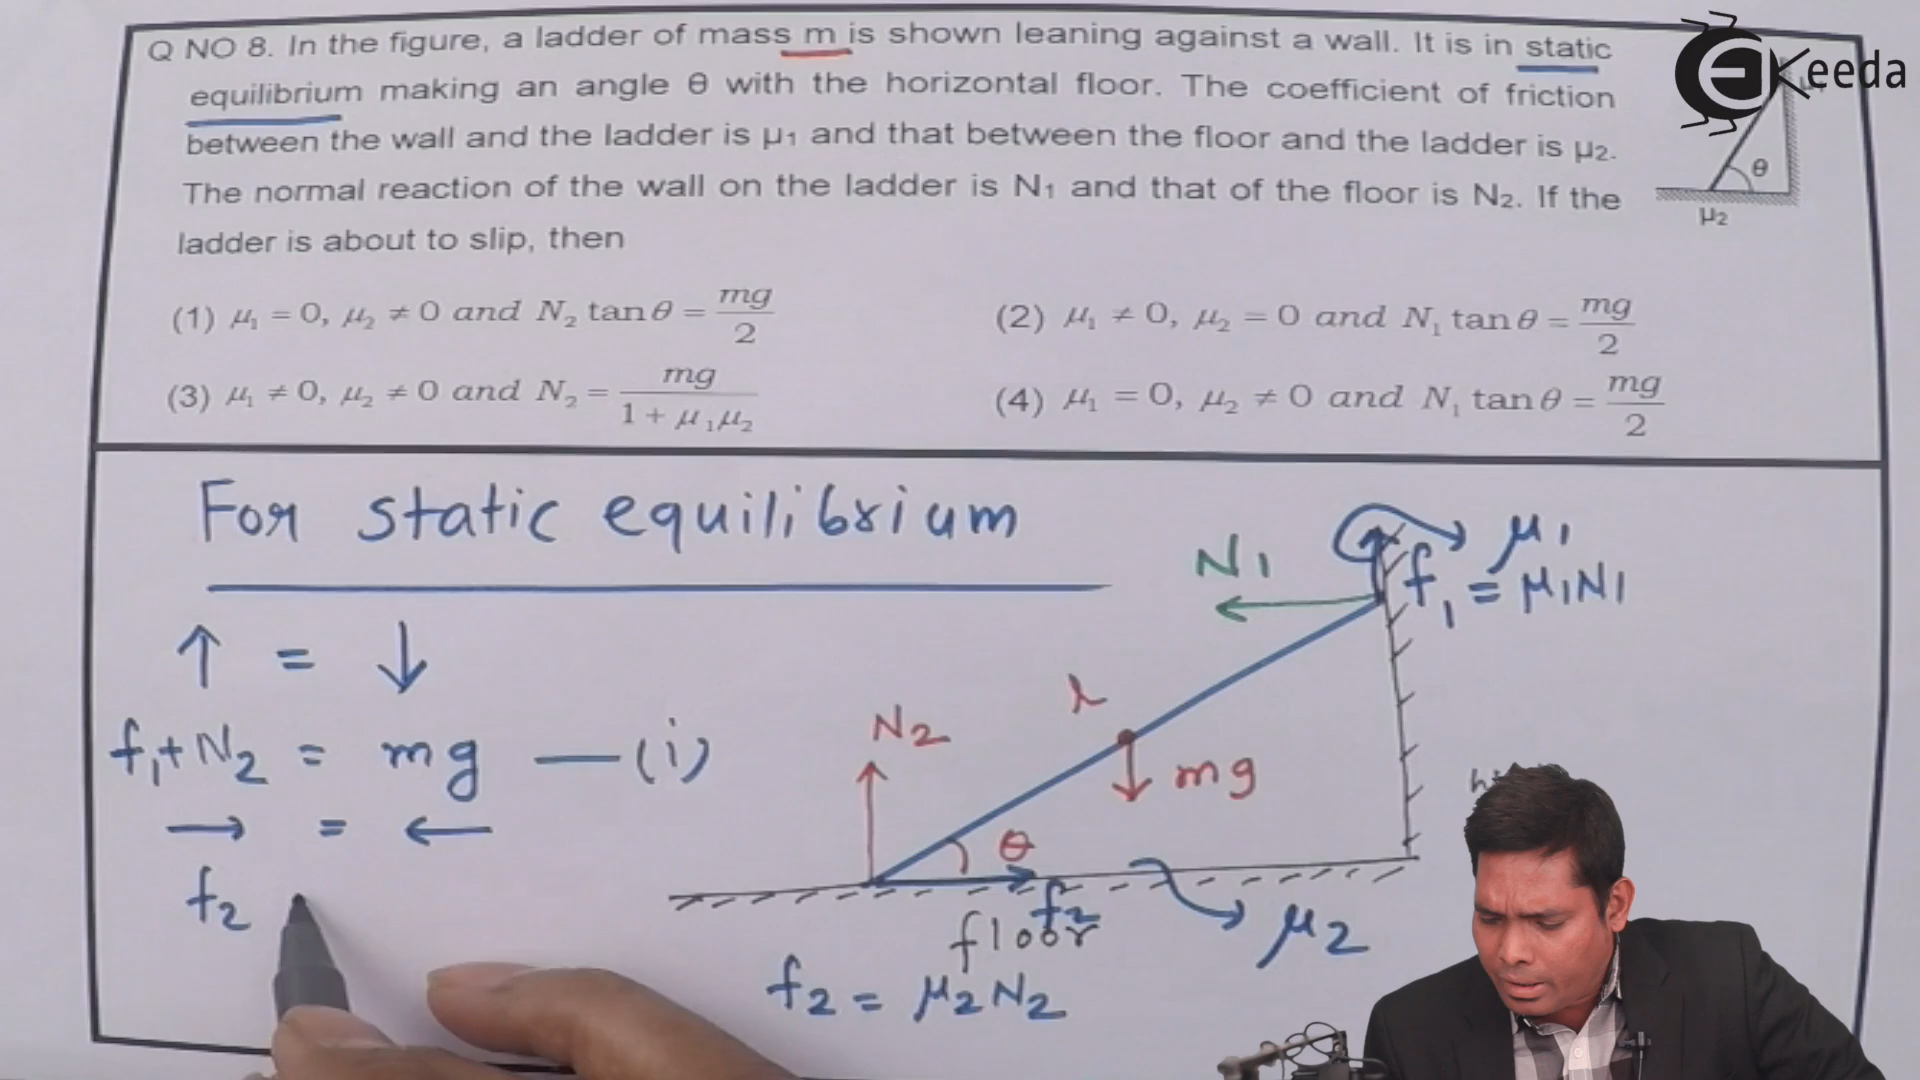 Q NO 8. In the figure, a ladder of mass m is shown leaning against a wall. It is in static
equilibrium making an angle θ with the horizontal floor. The coefficient of friction
between the wall and the ladder is μ₁ and that between the floor and the ladder is μ₂.
The normal reaction of the wall on the ladder is N₁ and that of the floor is N₂. If the
ladder is about to slip, then
(1) μ₁ = 0, μ₂ ≠ 0 and N₂ tanθ = mg/2
(2) μ₁ ≠ 0, μ₂ = 0 and N₁ tanθ = mg/2
(3) μ₁ ≠ 0, μ₂ ≠ 0 and N₂ = mg/(1 + μ₁μ₂)
(4) μ₁ = 0, μ₂ ≠ 0 and N₁ tanθ = mg/2
θ
μ₂
EKeeda
For static equilibrium
↑ = ↓
f₁+N₂ = mg —(i)
→ = ←
f₂
N₁
μ₁
f₁ = μ₁N₁
l
N₂
mg
θ
f₂
floor
μ₂
f₂ = μ₂N₂